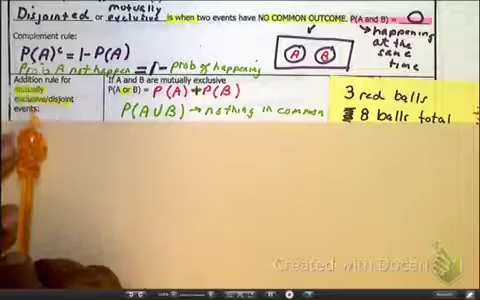 mutually
Disjointed or exclusive is when two events have NO COMMON OUTCOME. P(A and B) = 0
happening at the same time
Complement rule:
P(A)ᶜ = 1 - P(A)
A B
Prob A not happen = 1 - prob of happening
Addition rule for mutually exclusive/disjoint events:
If A and B are mutually exclusive
P(A or B) = P(A) + P(B)
P(A∪B) → nothing in common
3 red balls
8 balls total
Created with Doceri